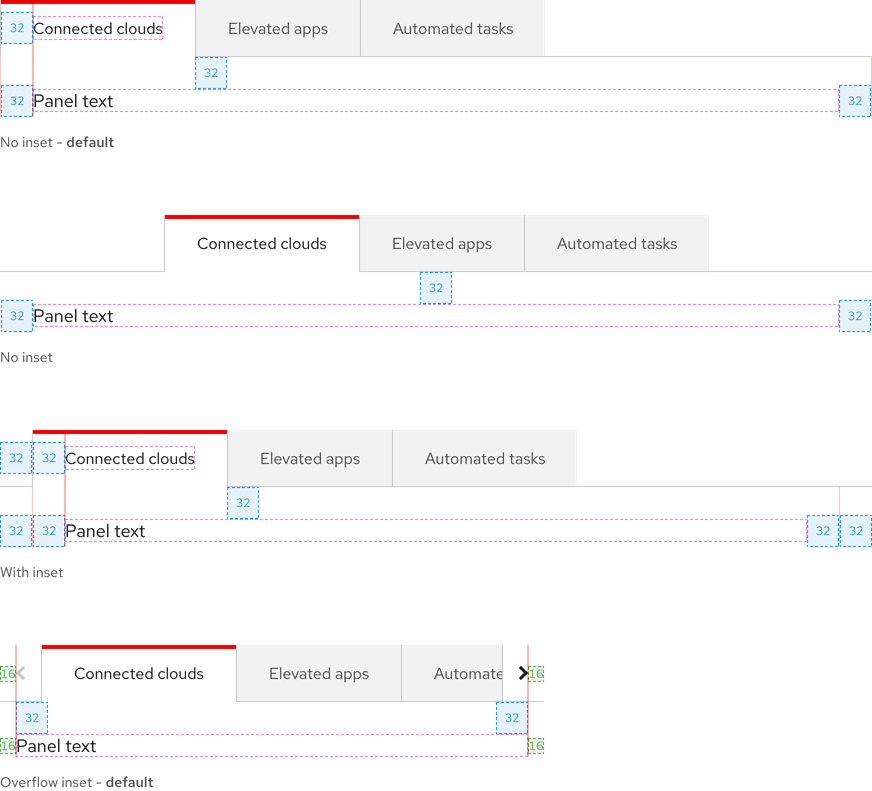 32 Connected clouds Elevated apps Automated tasks
32
32 Panel text 32
No inset - default
Connected clouds Elevated apps Automated tasks
32
32 Panel text 32
No inset
32 32 Connected clouds Elevated apps Automated tasks
32
32 32 Panel text 32 32
With inset
16 Connected clouds Elevated apps Automate 16
32 32
16 Panel text 16
Overflow inset - default